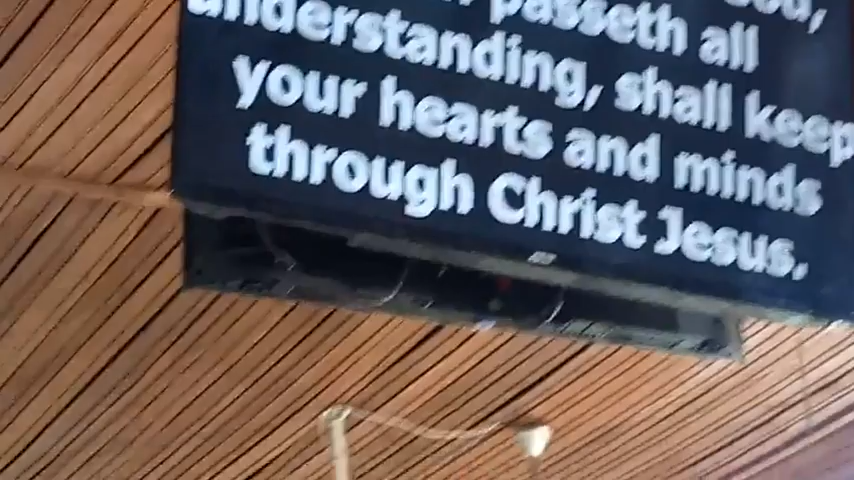 passeth all
understanding, shall keep
your hearts and minds
through Christ Jesus.